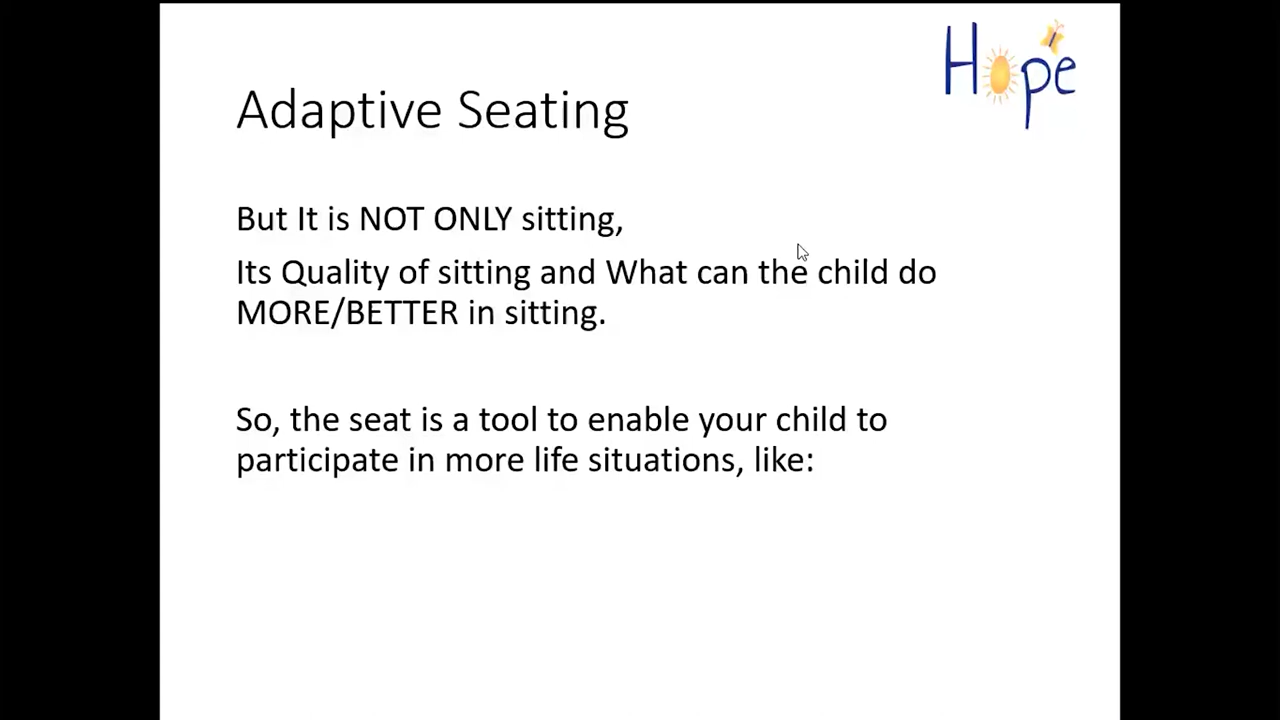 Hope
Adaptive Seating
But It is NOT ONLY sitting,
Its Quality of sitting and What can the child do
MORE/BETTER in sitting.
So, the seat is a tool to enable your child to
participate in more life situations, like: